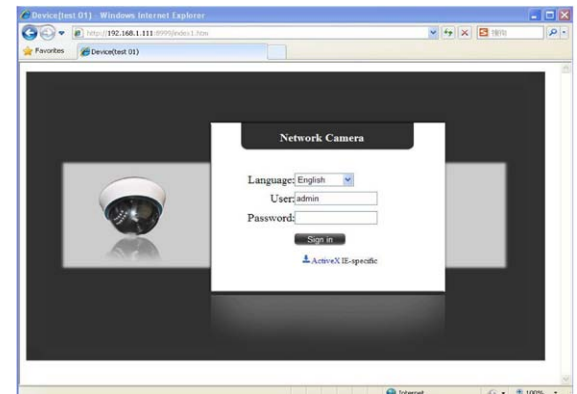 Device(test 01) - Windows Internet Explorer
http://192.168.1.111:8999/index1.htm
Favorites
Device(test 01)
Network Camera
Language: English
User: admin
Password:
Sign in
ActiveX IE-specific
Internet
100%